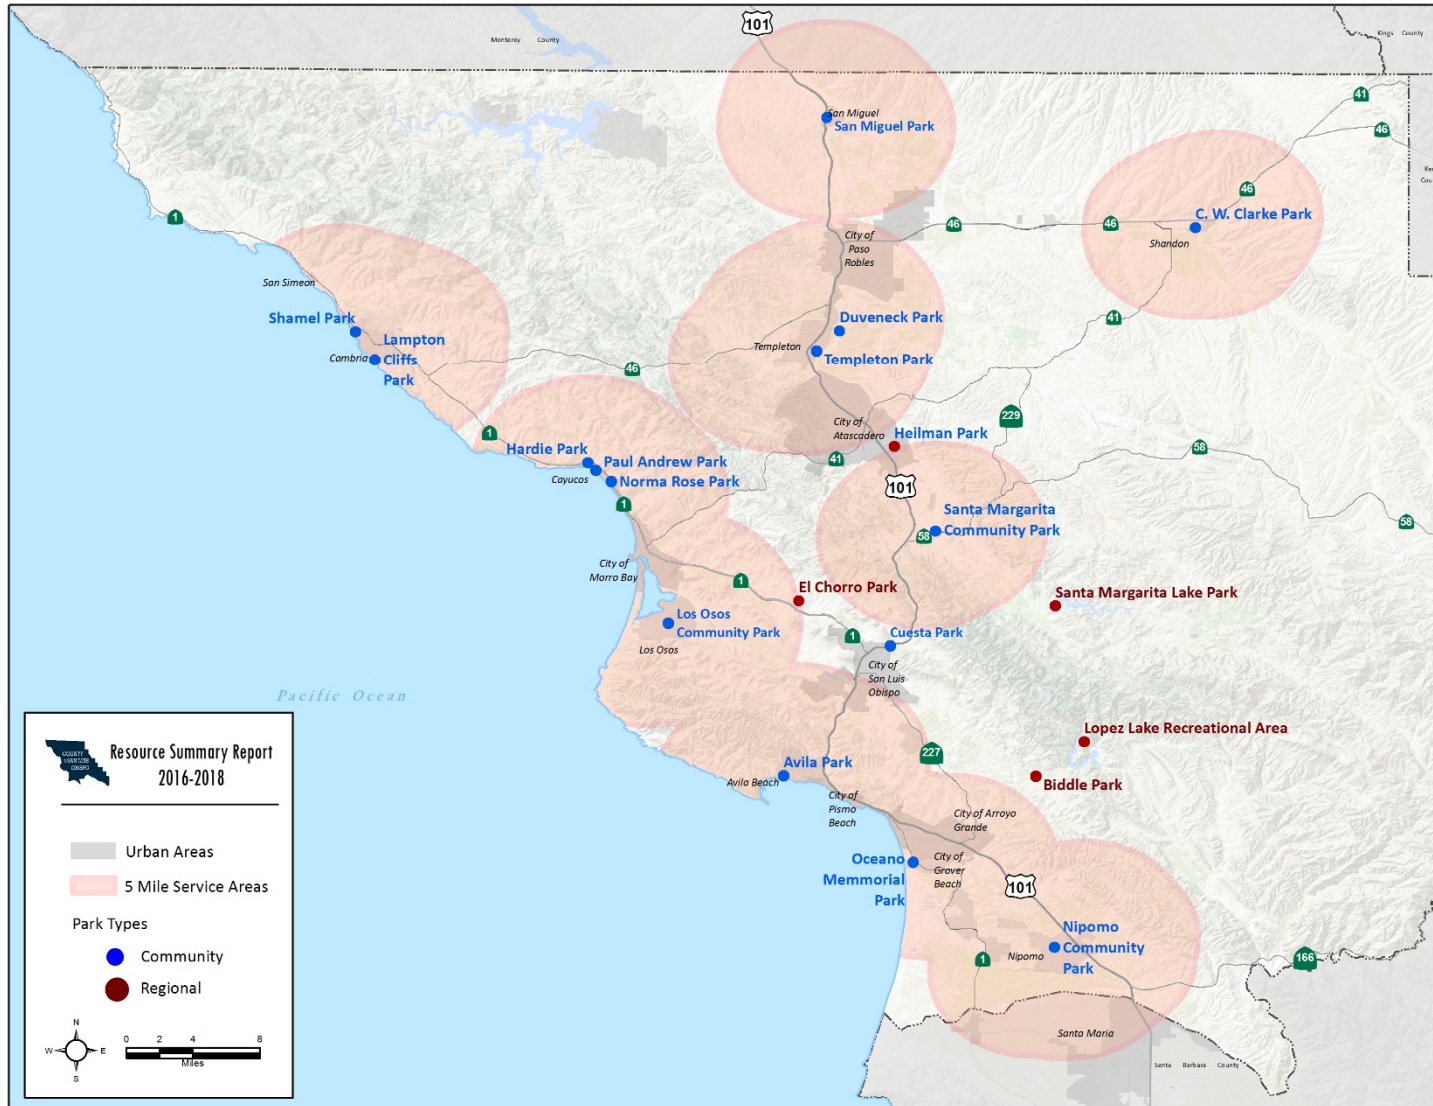 101
Monterey County
Kings County
41
46
San Miguel
San Miguel Park
46
C. W. Clarke Park
46
46
Shandon
1
City of
Paso
Robles
San Simeon
Shamel Park
Lampton
Cliffs
Park
Cambria
Duveneck Park
Templeton
Templeton Park
41
46
229
City of
Atascadero
Heilman Park
1
58
Hardie Park
Paul Andrew Park
41
Cayucos
Norma Rose Park
101
1
Santa Margarita
Community Park
58
58
City of
Morro Bay
1
El Chorro Park
Santa Margarita Lake Park
Los Osos
Community Park
1
Cuesta Park
Los Osos
City of
San Luis
Obispo
Pacific Ocean
Lopez Lake Recreational Area
227
Avila Park
Avila Beach
Biddle Park
City of
Pismo
Beach
City of Arroyo
Grande
Oceano
Memmorial
Park
City of
Grover
Beach
101
Nipomo
Community
Park
Nipomo
1
166
Santa Maria
Santa Barbara County
COUNTY
OBISPO
Resource Summary Report
2016-2018
Urban Areas
5 Mile Service Areas
Park Types
Community
Regional
N
W
E
S
0 2 4 8
Miles